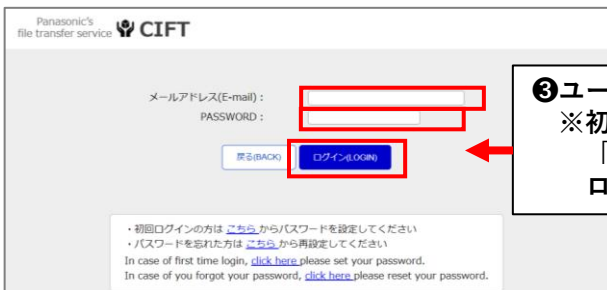 Panasonic's
file transfer service CIFT
メールアドレス(E-mail) :
PASSWORD :
戻る(BACK) ログイン(LOGIN)
❸ユー
※初
「
ロ
・初回ログインの方は こちら からパスワードを設定してください
・パスワードを忘れた方は こちら から再設定してください
In case of first time login, click here please set your password.
In case of you forgot your password, click here please reset your password.